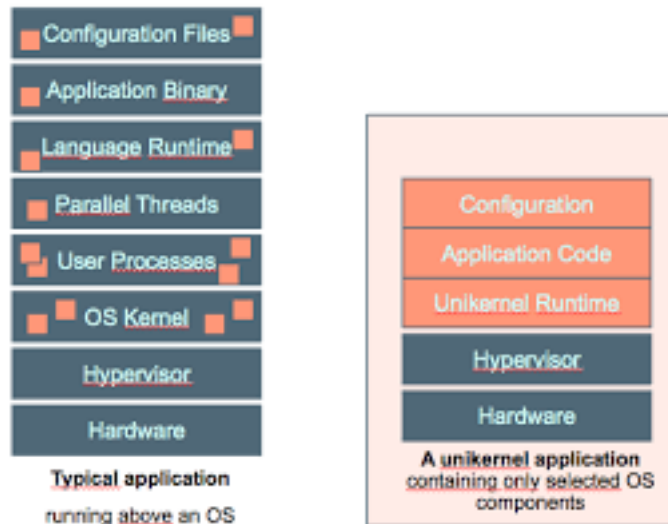 Configuration Files
Application Binary
Language Runtime
Parallel Threads
User Processes
OS Kernel
Hypervisor
Hardware
Typical application
running above an OS
Configuration
Application Code
Unikernel Runtime
Hypervisor
Hardware
A unikernel application
containing only selected OS
components